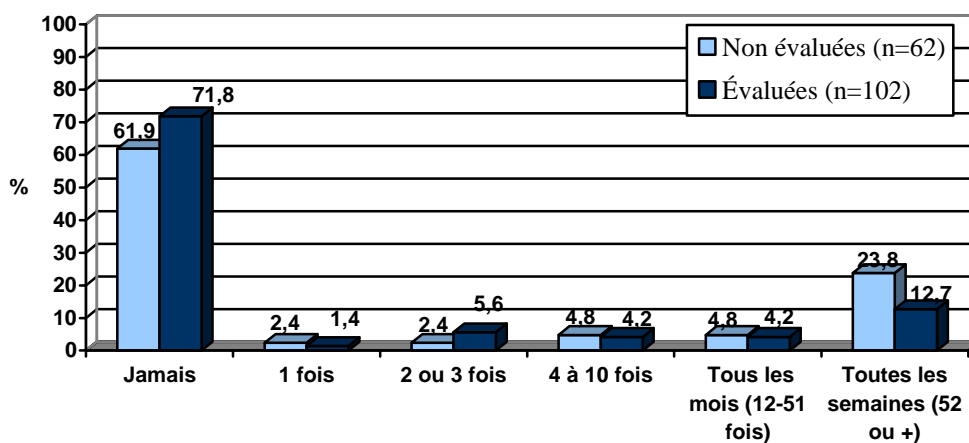 100
90
80
70
60
50
40
30
20
10
0
%
Non évaluées (n=62)
Évaluées (n=102)
61,9
71,8
2,4
1,4
2,4
5,6
4,8
4,2
4,8
4,2
23,8
12,7
Jamais
1 fois
2 ou 3 fois
4 à 10 fois
Tous les
mois (12-51
fois)
Toutes les
semaines (52
ou +)